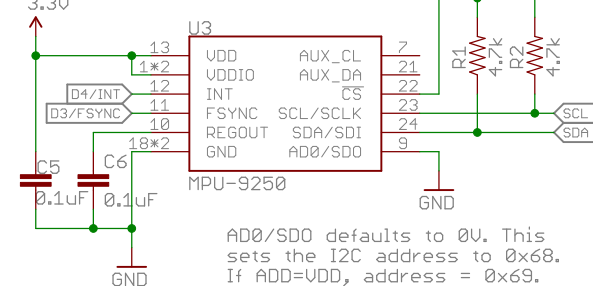 3.3V
U3
13 VDD AUX_CL 7
1*2 VDDIO AUX_DA 21
D4/INT 12 INT CS 22
D3/FSYNC 11 FSYNC SCL/SCLK 23 SCL
10 REGOUT SDA/SDI 24 SDA
18*2 GND AD0/SDO 9
MPU-9250
R1 4.7k
R2 4.7k
C5 0.1uF
C6 0.1uF
GND
GND
AD0/SDO defaults to 0V. This
sets the I2C address to 0x68.
If ADD=VDD, address = 0x69.